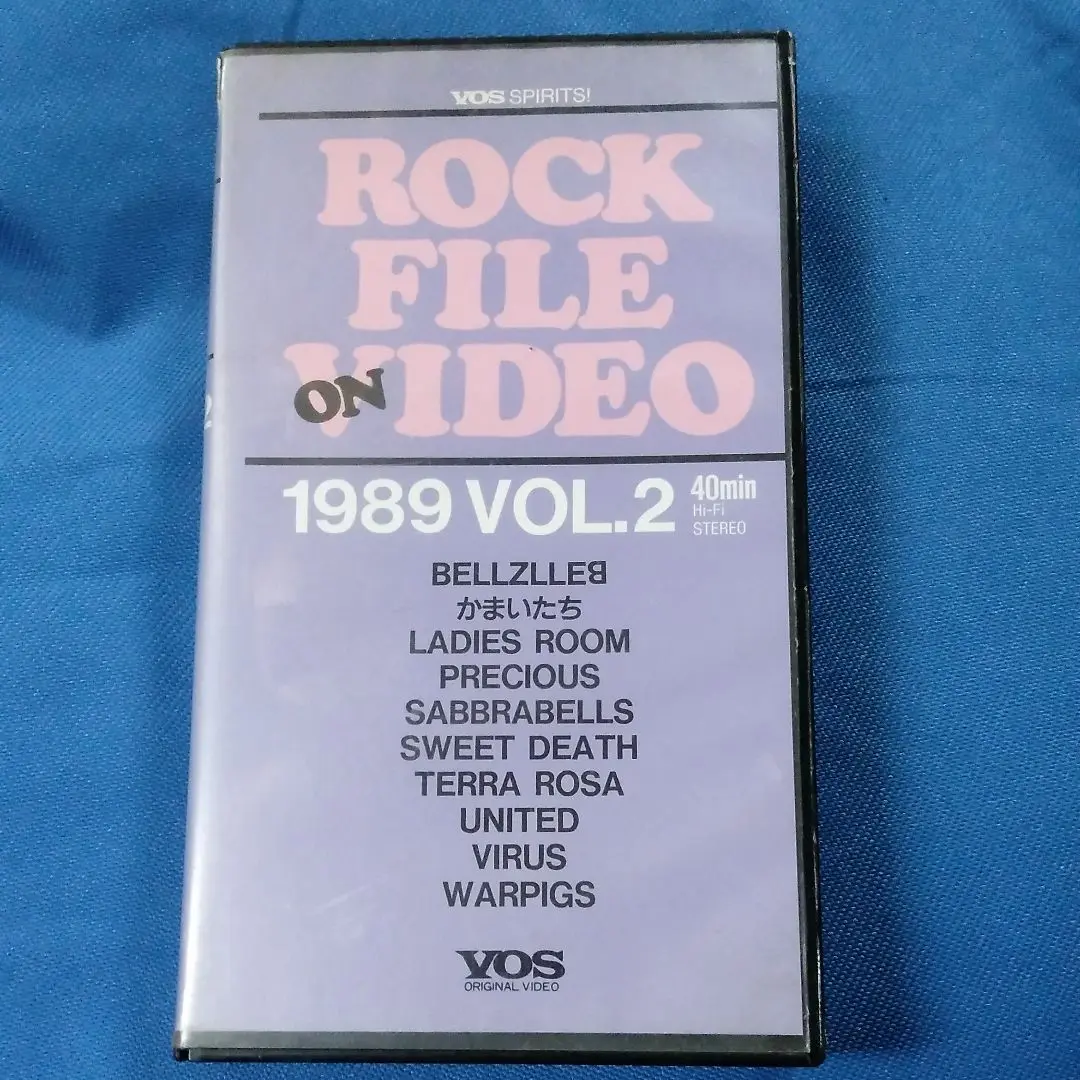 VOS SPIRITS!
ROCK
FILE
ON VIDEO
1989 VOL.2
40min
Hi-Fi
STEREO
BELLZLLEB
かまいたち
LADIES ROOM
PRECIOUS
SABBRABELLS
SWEET DEATH
TERRA ROSA
UNITED
VIRUS
WARPIGS
VOS
ORIGINAL VIDEO
2